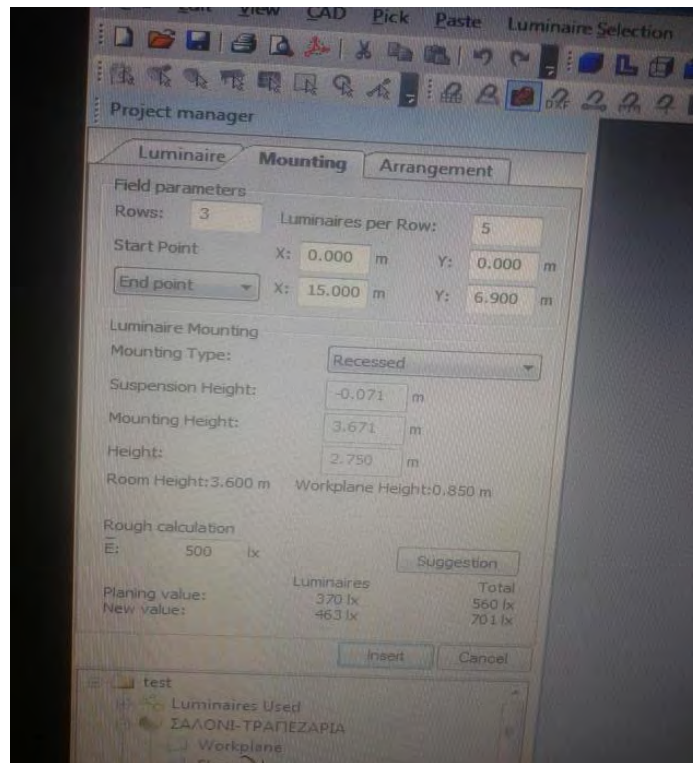 View CAD Pick Paste Luminaire Selection
DXF
Project manager
Luminaire Mounting Arrangement
Field parameters
Rows: 3 Luminaires per Row: 5
Start Point X: 0.000 m Y: 0.000 m
End point X: 15.000 m Y: 6.900 m
Luminaire Mounting
Mounting Type: Recessed
Suspension Height: -0.071 m
Mounting Height: 3.671 m
Height: 2.750 m
Room Height:3.600 m Workplane Height:0.850 m
Rough calculation
E: 500 lx Suggestion
Luminaires Total
Planing value: 370 lx 560 lx
New value: 463 lx 701 lx
Insert Cancel
test
Luminaires Used
ΣΑΛΟΝΙ-ΤΡΑΠΕΖΑΡΙΑ
Workplane